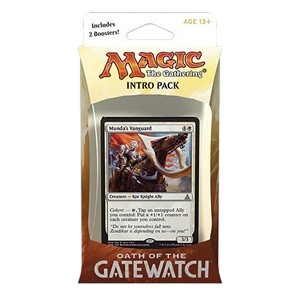 Includes
2 Boosters!
AGE 13+
MAGIC
The Gathering®
INTRO PACK
Munda's Vanguard
Creature — Kor Knight Ally
Cohort — , Tap an untapped Ally
you control: Put a +1/+1 counter on
each creature you control.
"Do not let yourselves fall now.
Zendikar is depending on us—on you!"
3/3
OATH OF THE
GATEWATCH